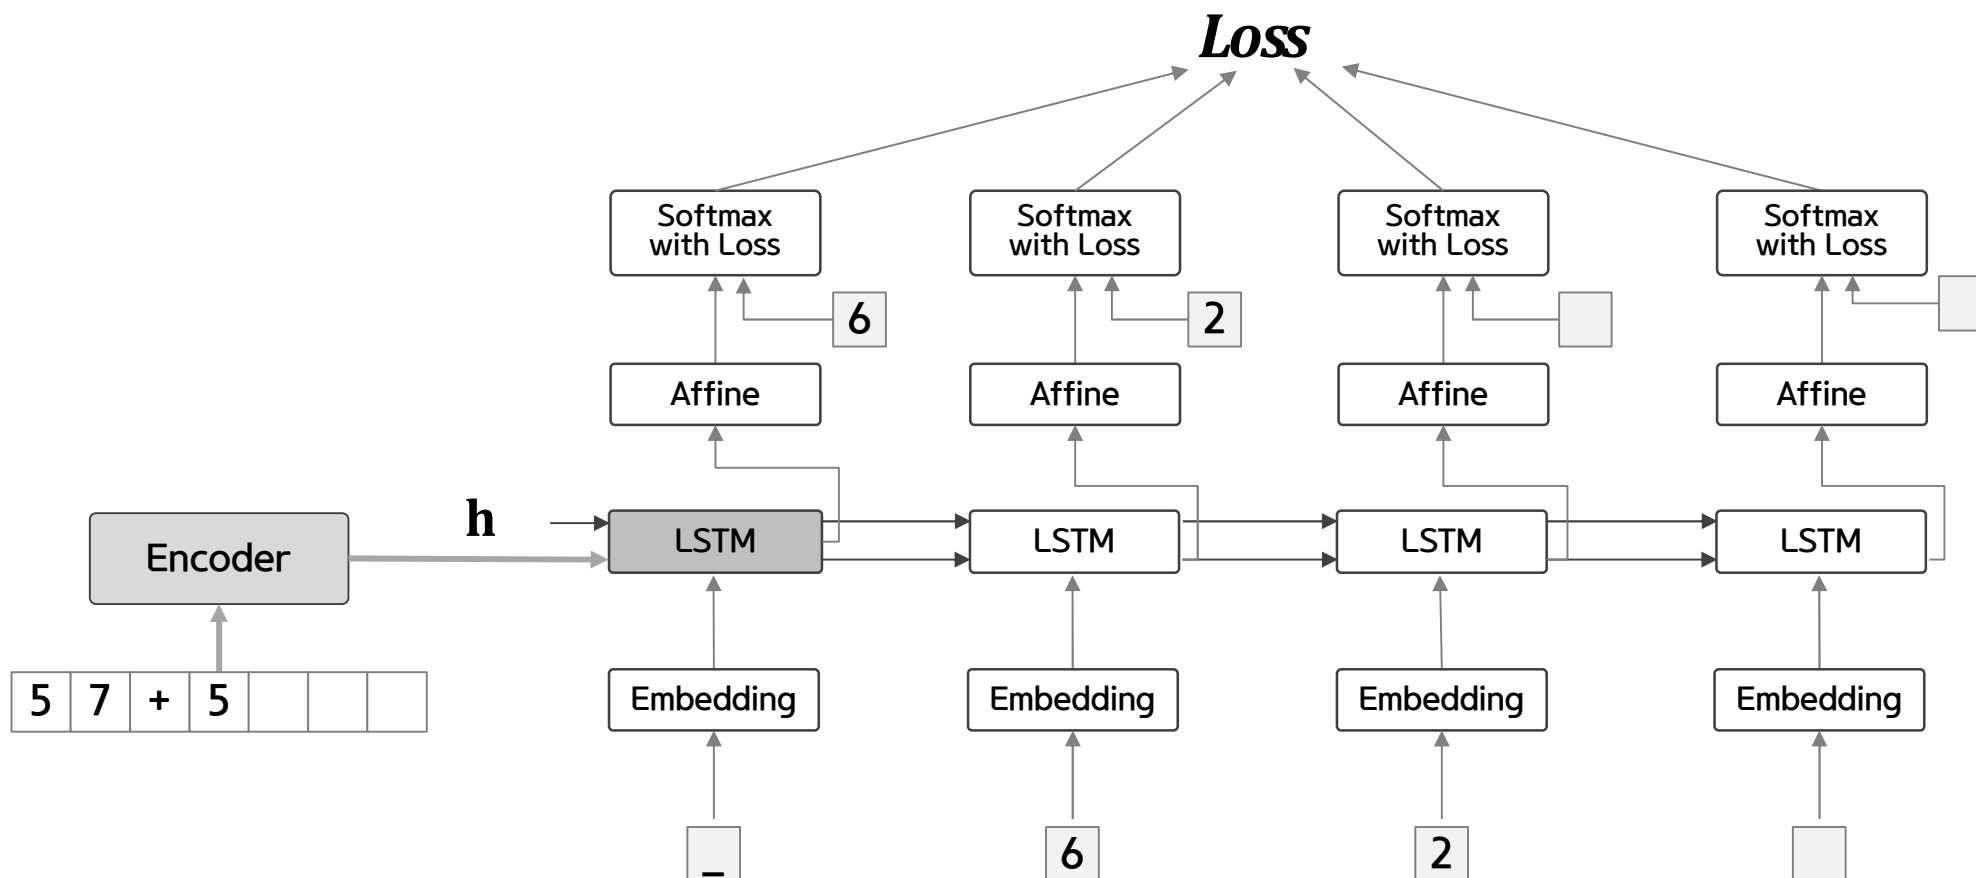 Loss
Softmax
with Loss
Softmax
with Loss
Softmax
with Loss
Softmax
with Loss
6
2
Affine
Affine
Affine
Affine
h
Encoder
LSTM
LSTM
LSTM
LSTM
5 7 + 5
Embedding
Embedding
Embedding
Embedding
_
6
2